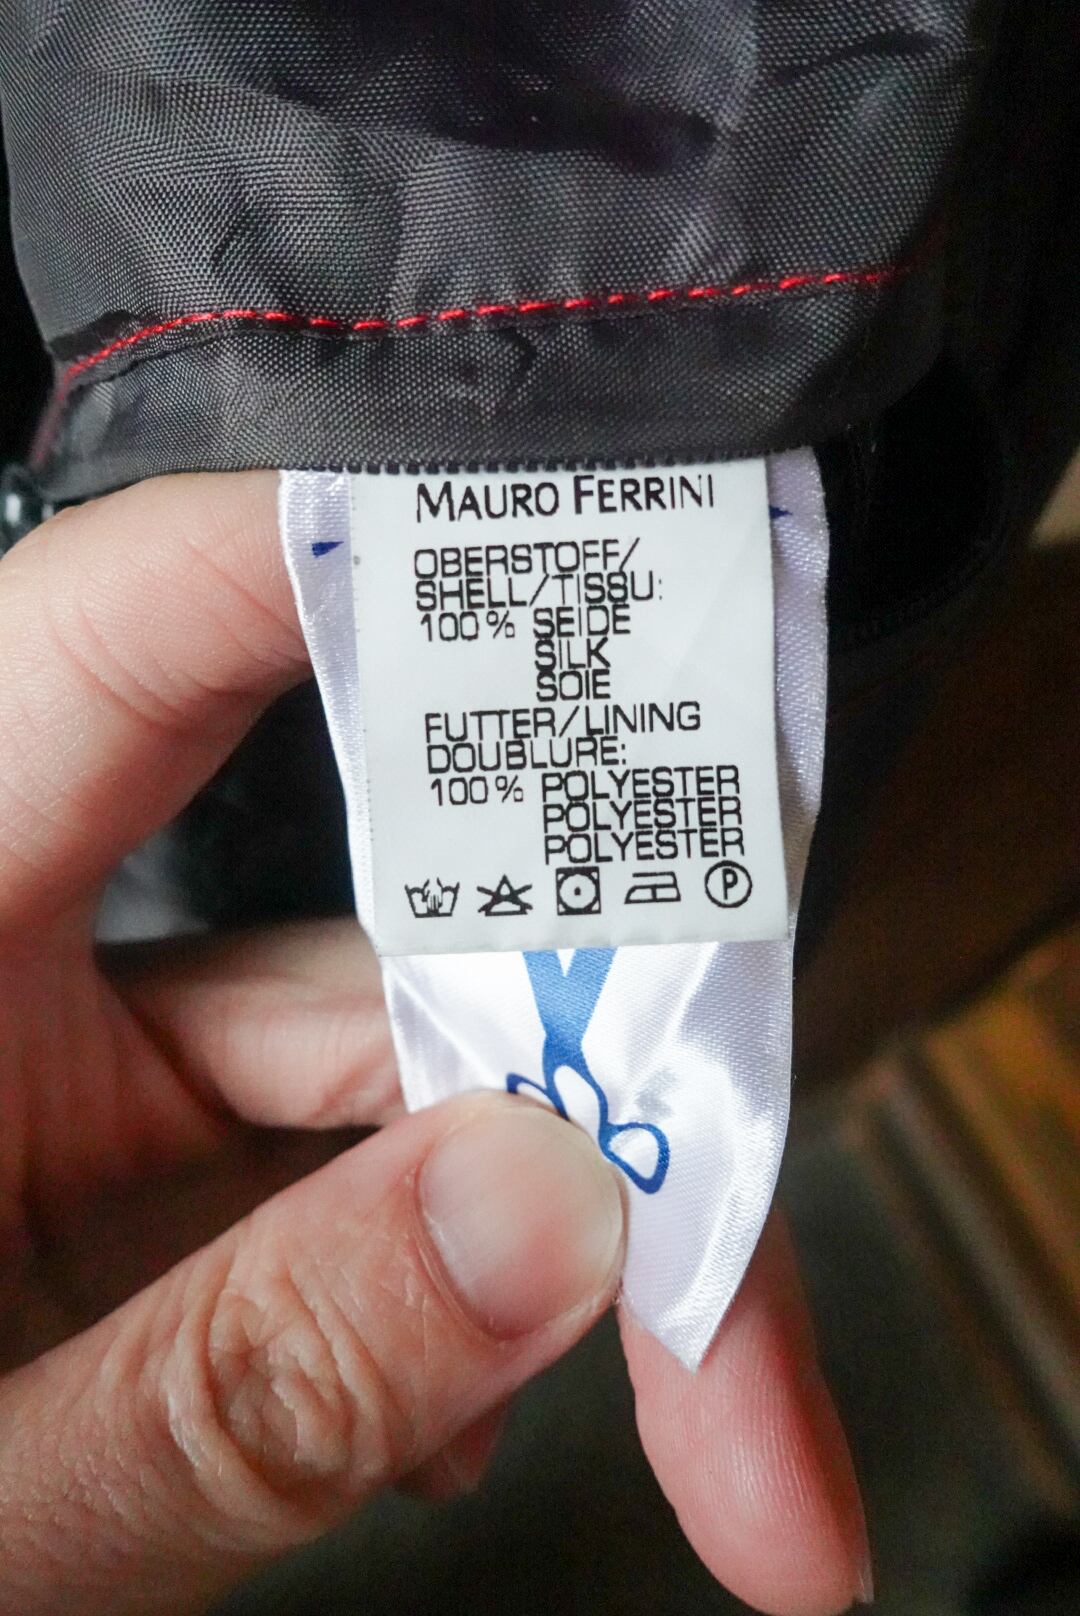 MAURO FERRINI
OBERSTOFF/
SHELL/TISSU:
100% SEIDE
SILK
SOIE
FUTTER/LINING
DOUBLURE:
100% POLYESTER
POLYESTER
POLYESTER
P